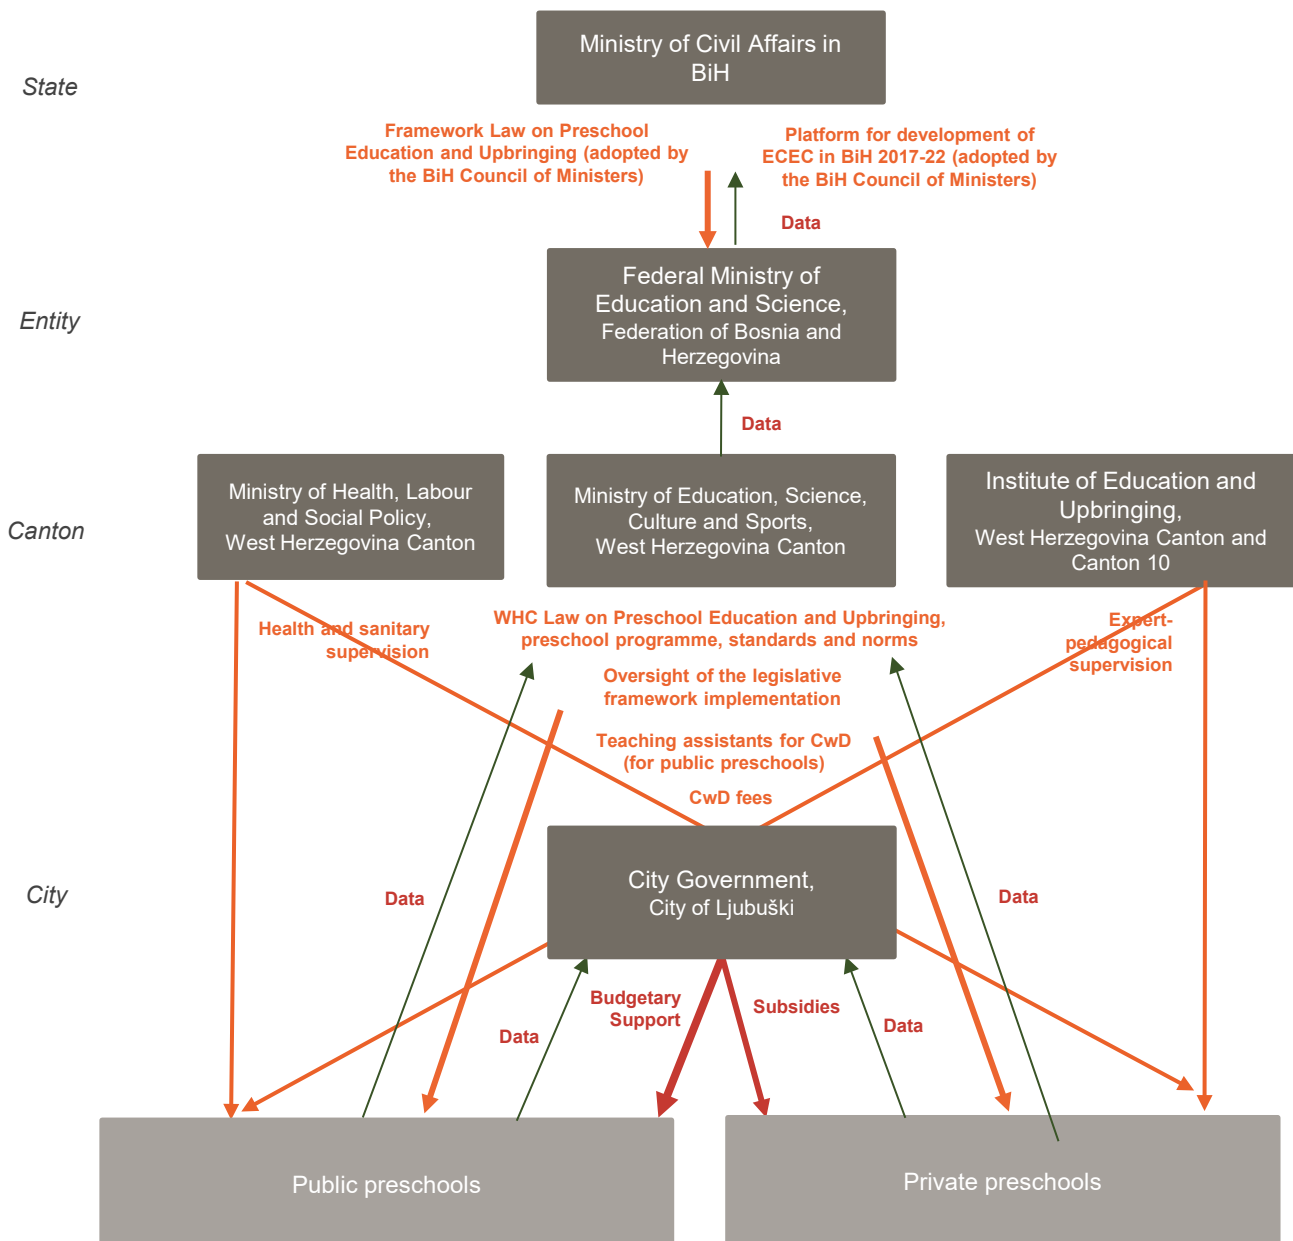 Ministry of Civil Affairs in
BiH
State
Framework Law on Preschool
Education and Upbringing (adopted by
the BiH Council of Ministers)
Platform for development of
ECEC in BiH 2017-22 (adopted by
the BiH Council of Ministers)
Data
Entity
Federal Ministry of
Education and Science,
Federation of Bosnia and
Herzegovina
Data
Canton
Ministry of Health, Labour
and Social Policy,
West Herzegovina Canton
Ministry of Education, Science,
Culture and Sports,
West Herzegovina Canton
Institute of Education and
Upbringing,
West Herzegovina Canton and
Canton 10
Health and sanitary
supervision
WHC Law on Preschool Education and Upbringing,
preschool programme, standards and norms
Expert-
pedagogical
supervision
Oversight of the legislative
framework implementation
Teaching assistants for CwD
(for public preschools)
CwD fees
City
Data
City Government,
City of Ljubuški
Data
Data
Budgetary
Support
Subsidies
Data
Public preschools
Private preschools